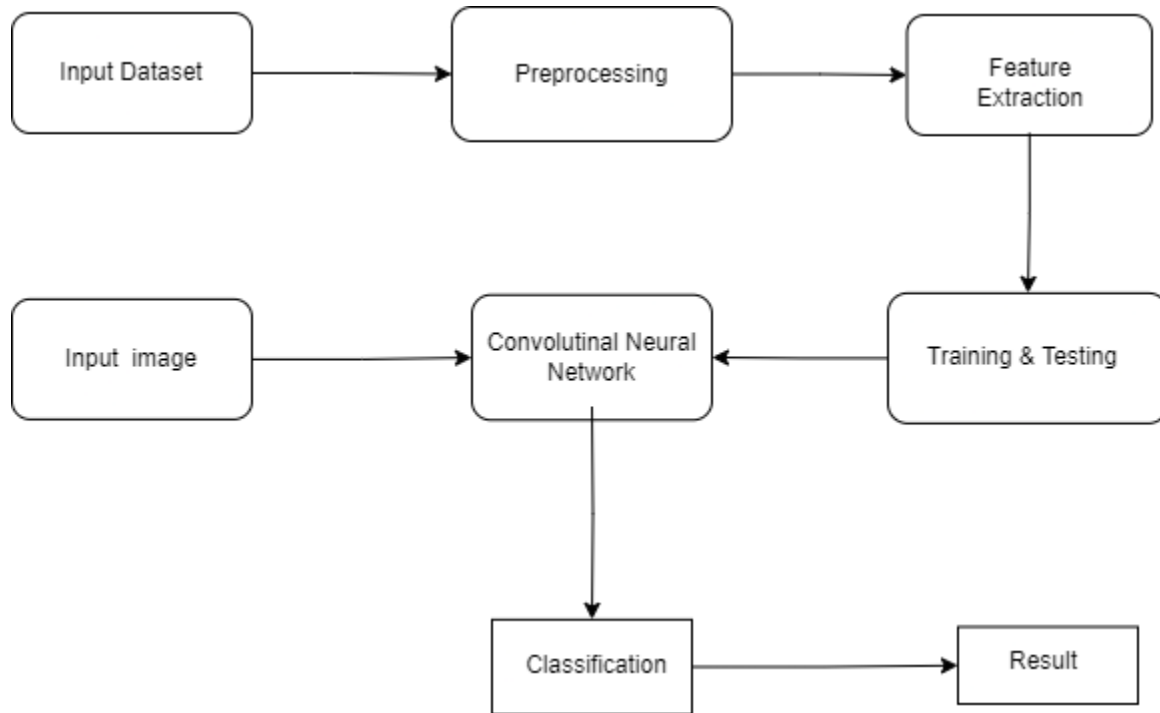 Input Dataset
Preprocessing
Feature
Extraction
Input image
Convolutinal Neural
Network
Training & Testing
Classification
Result